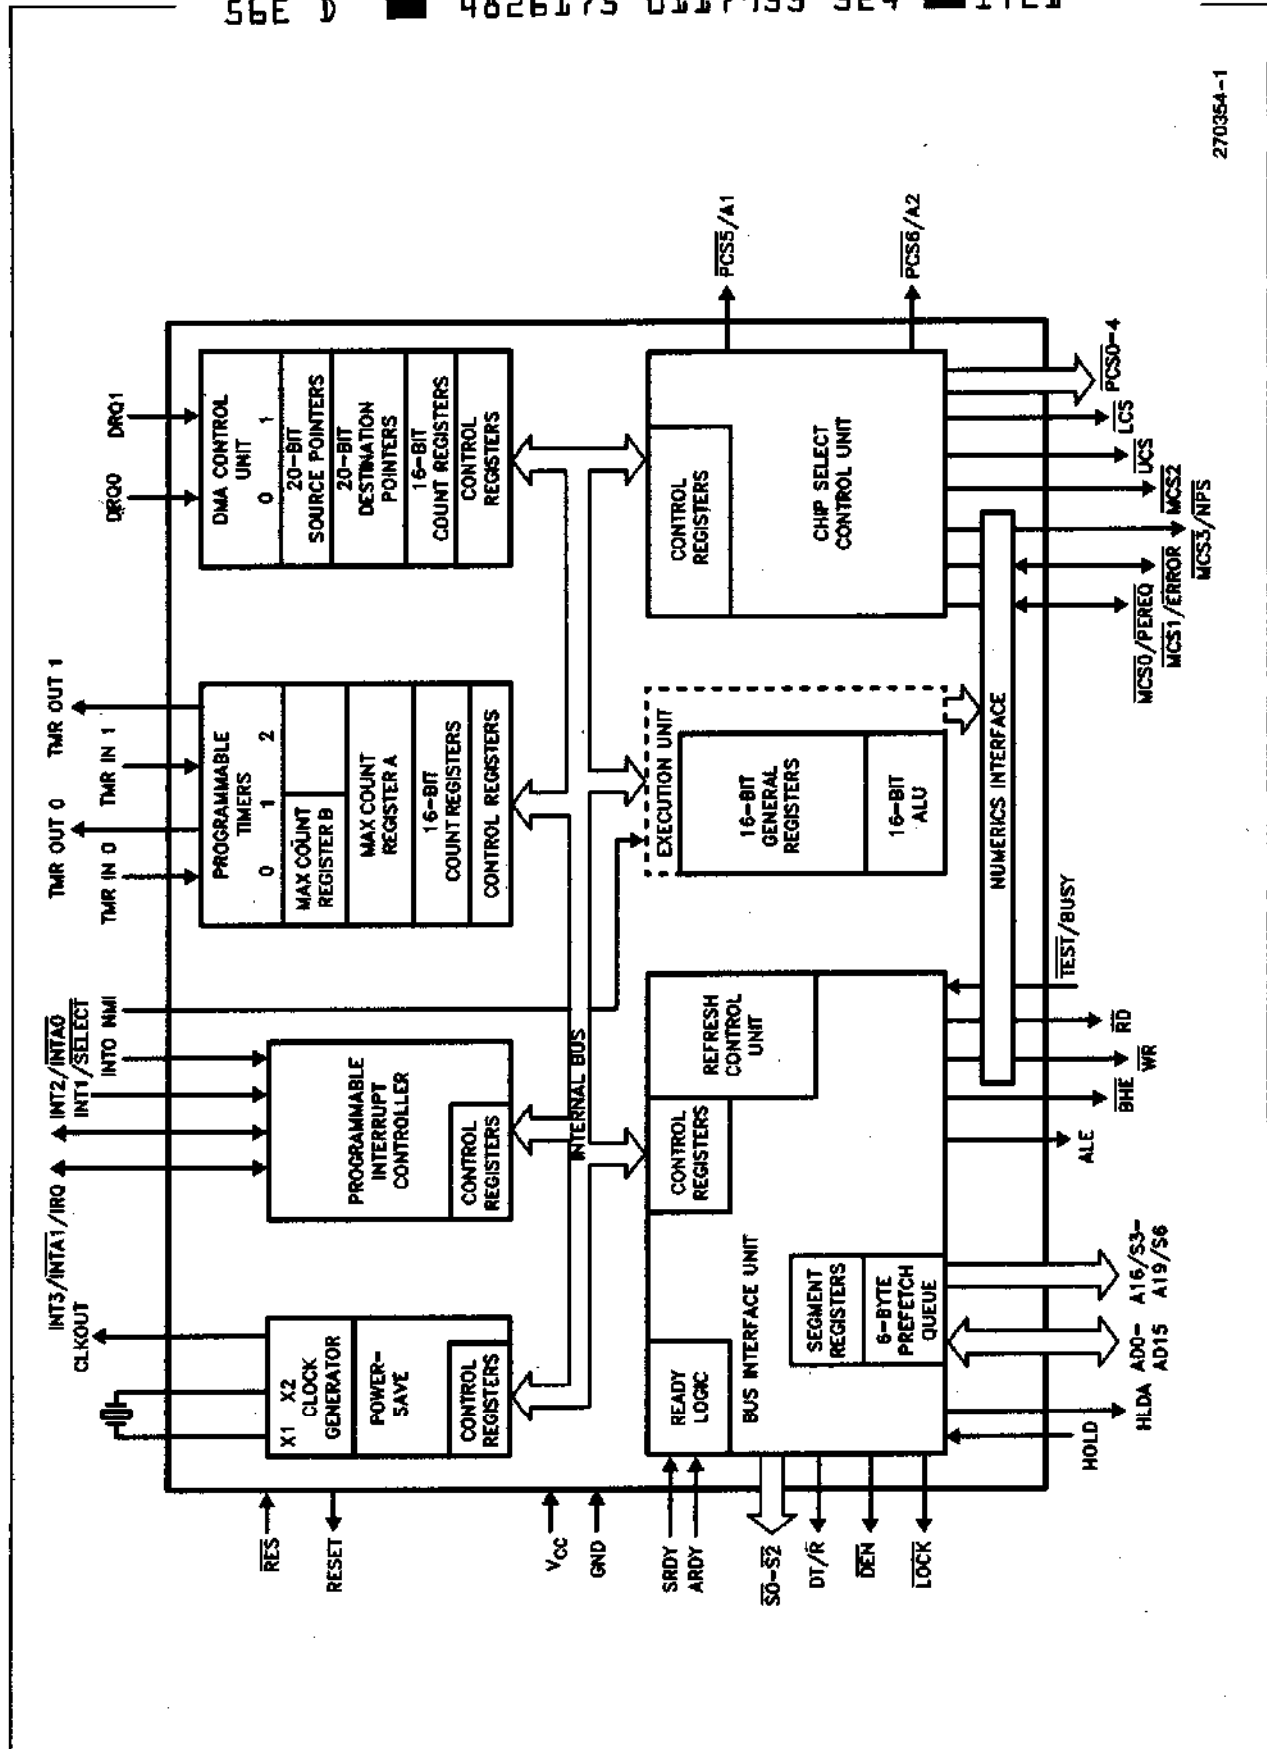 270354-1
INT3/INTA1/IRQ
CLKOUT
INT2/INTA0
INT1/SELECT
INT0 NMI
TMR OUT 0
TMR IN 0
TMR OUT 1
TMR IN 1
DRQ0
DRQ1
X1 X2
CLOCK
GENERATOR
POWER-
SAVE
CONTROL
REGISTERS
PROGRAMMABLE
INTERRUPT
CONTROLLER
CONTROL
REGISTERS
PROGRAMMABLE
TIMERS
0 1 2
MAX COUNT
REGISTER B
MAX COUNT
REGISTER A
16-BIT
COUNT REGISTERS
CONTROL REGISTERS
DMA CONTROL
UNIT
0 1
20-BIT
SOURCE POINTERS
20-BIT
DESTINATION
POINTERS
16-BIT
COUNT REGISTERS
CONTROL
REGISTERS
INTERNAL BUS
RES
RESET
VCC
GND
SRDY
ARDY
S0-S2
DT/R
DEN
LOCK
READY
LOGIC
BUS INTERFACE UNIT
CONTROL
REGISTERS
REFRESH
CONTROL
UNIT
SEGMENT
REGISTERS
6-BYTE
PREFETCH
QUEUE
EXECUTION UNIT
16-BIT
GENERAL
REGISTERS
16-BIT
ALU
CONTROL
REGISTERS
CHIP SELECT
CONTROL UNIT
PCS5/A1
PCS6/A2
NUMERICS INTERFACE
HOLD
HLDA
AD0-
AD15
A16/S3-
A19/S6
ALE
BHE
WR
RD
TEST/BUSY
MCS0/PEREQ
MCS1/ERROR
MCS3/NPS
MCS2
UCS
LCS
PCS0-4